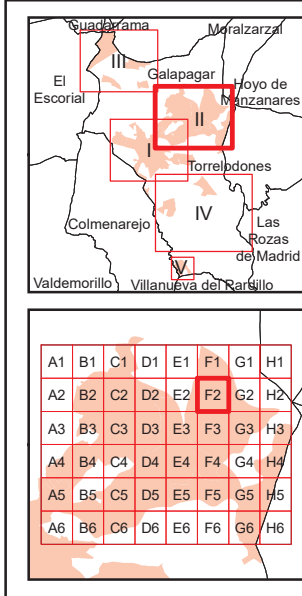 Guadarrama
Moralzarzal
III
El
Escorial
Galapagar
Hoyo de
Manzanares
II
I
Torrelodones
IV
Colmenarejo
Las
Rozas
de Madrid
V
Valdemorillo
Villanueva del Pardillo
A1 B1 C1 D1 E1 F1 G1 H1
A2 B2 C2 D2 E2 F2 G2 H2
A3 B3 C3 D3 E3 F3 G3 H3
A4 B4 C4 D4 E4 F4 G4 H4
A5 B5 C5 D5 E5 F5 G5 H5
A6 B6 C6 D6 E6 F6 G6 H6